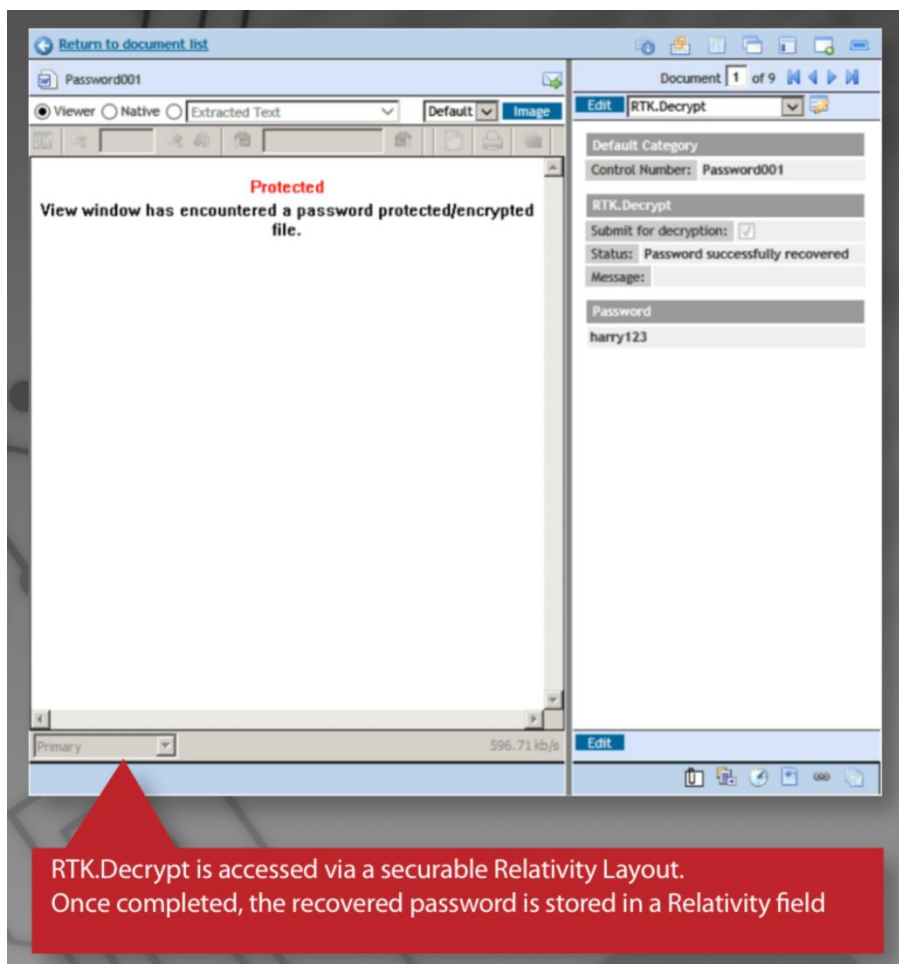 Return to document list
Password001
Document 1 of 9
Viewer Native Extracted Text Default Image
Edit RTK.Decrypt
Protected
View window has encountered a password protected/encrypted
file.
Default Category
Control Number: Password001
RTK.Decrypt
Submit for decryption:
Status: Password successfully recovered
Message:
Password
harry123
Primary 596.71 kb/s
Edit
RTK.Decrypt is accessed via a securable Relativity Layout.
Once completed, the recovered password is stored in a Relativity field